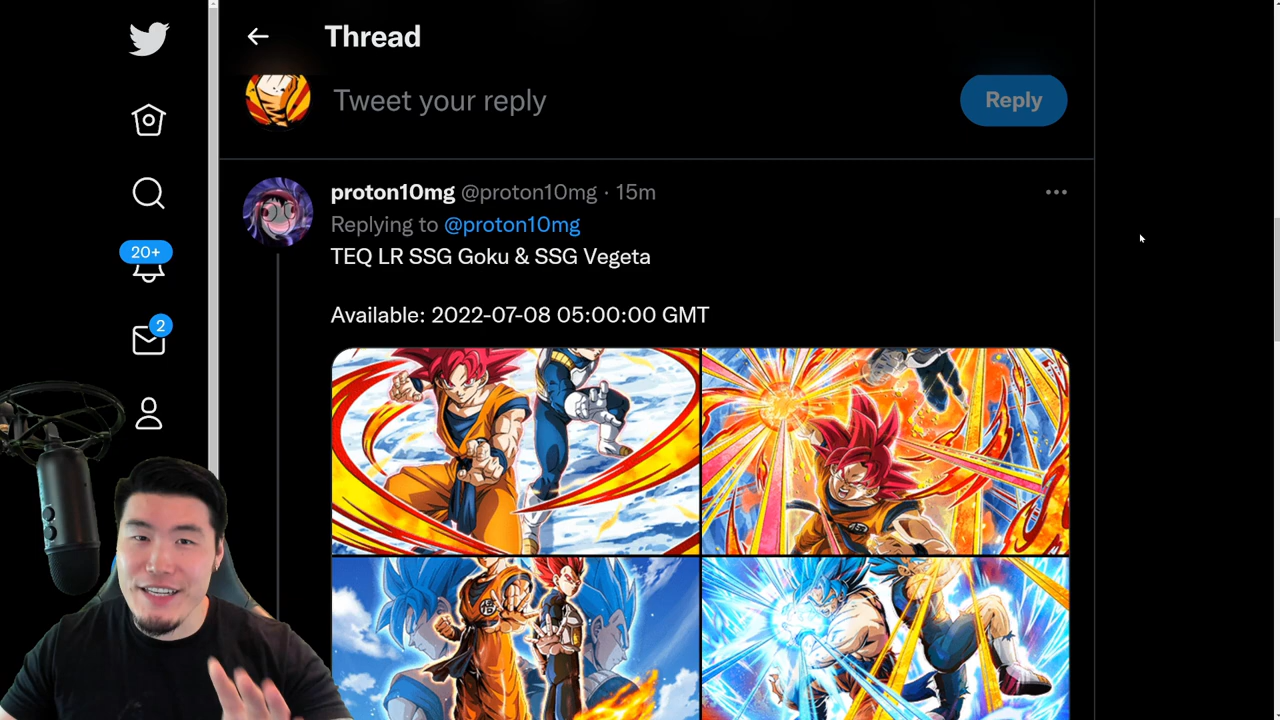 Thread
Tweet your reply
Reply
proton10mg @proton10mg · 15m
Replying to @proton10mg
20+
TEQ LR SSG Goku & SSG Vegeta
Available: 2022-07-08 05:00:00 GMT
2